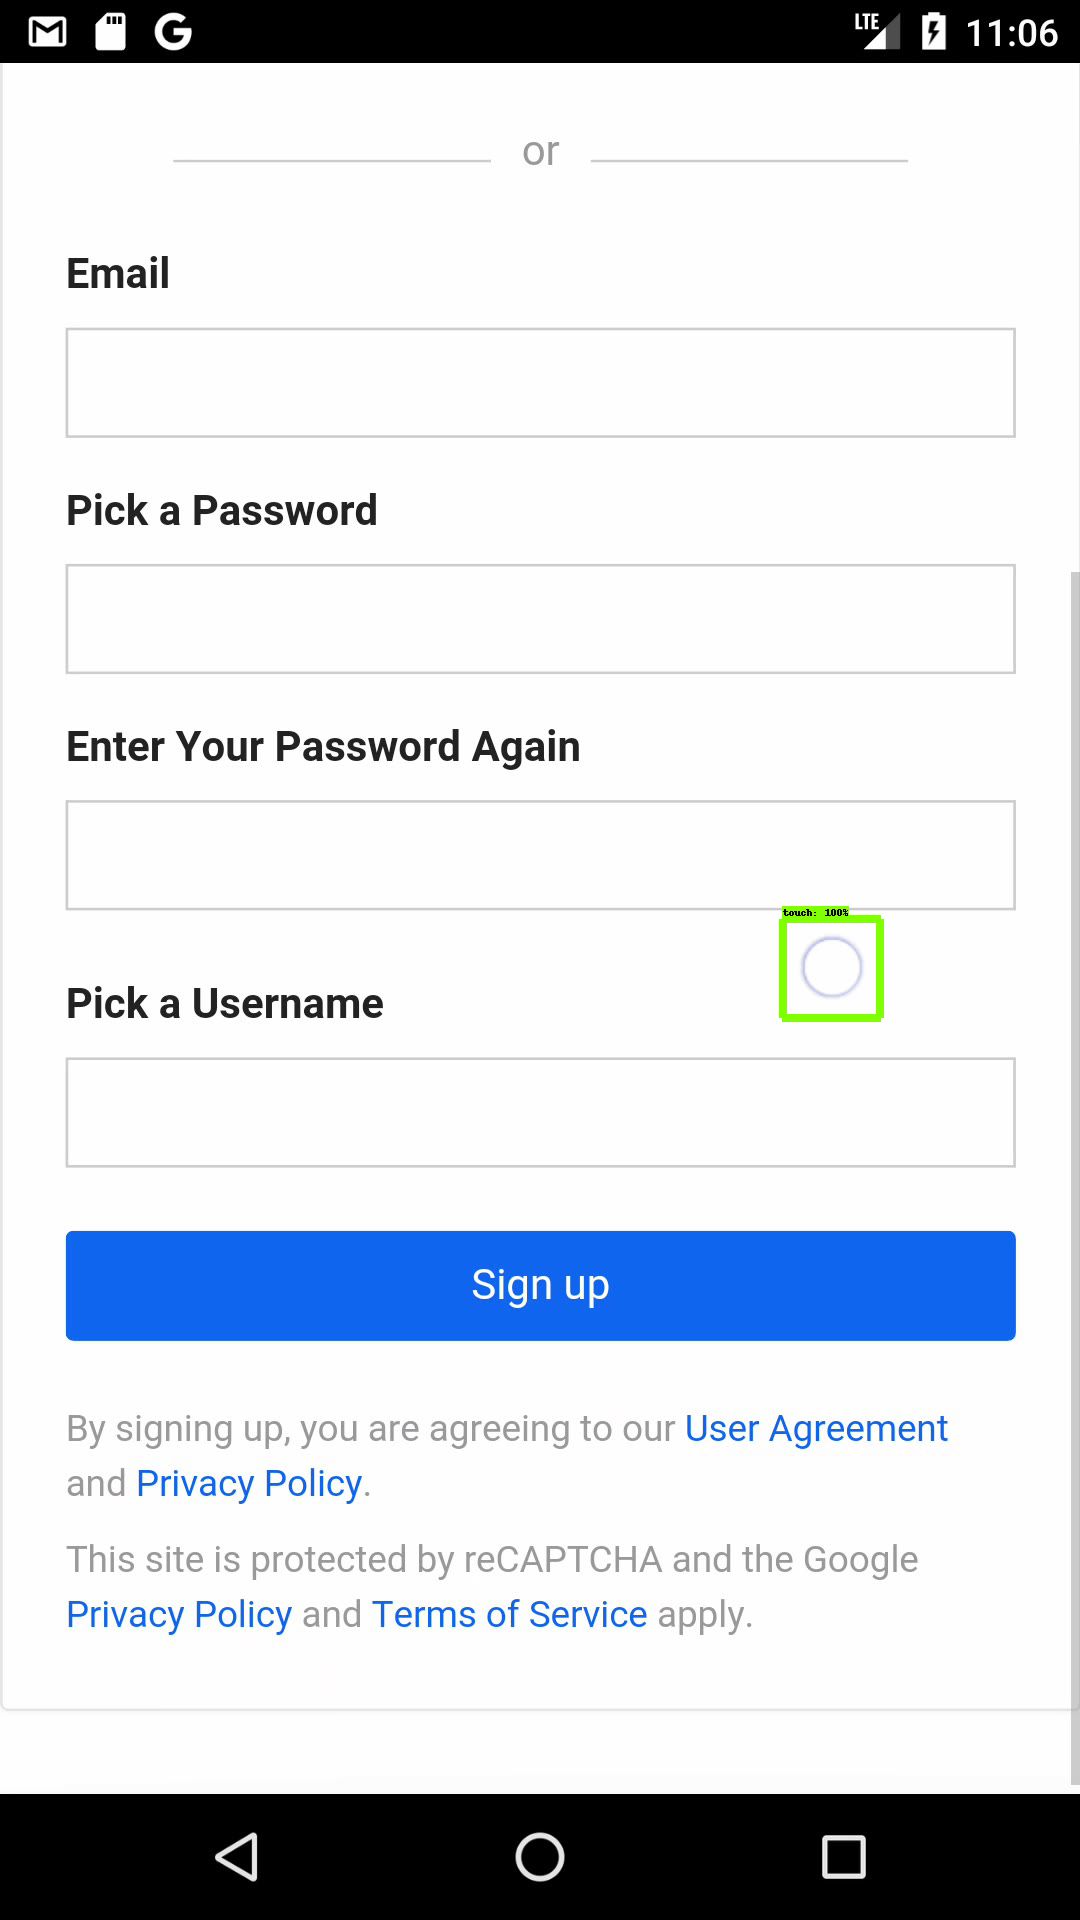 LTE 11:06
or
Email
Pick a Password
Enter Your Password Again
touch: 100%
Pick a Username
Sign up
By signing up, you are agreeing to our User Agreement
and Privacy Policy.
This site is protected by reCAPTCHA and the Google
Privacy Policy and Terms of Service apply.